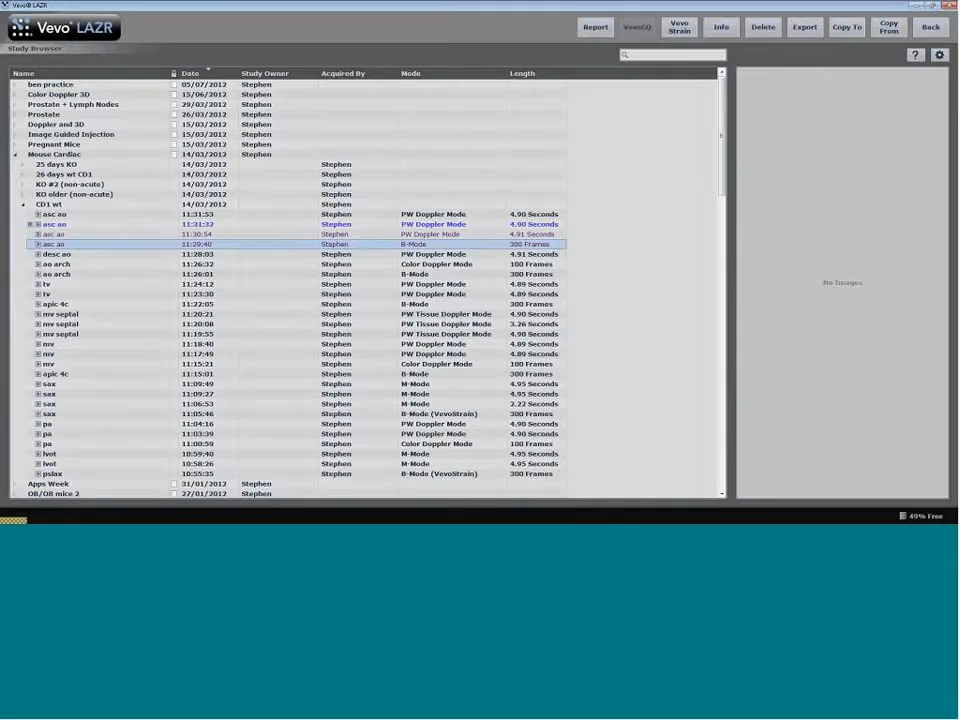 Vevo® LAZR
Vevo® LAZR
Report VevoCQ Vevo Strain Info Delete Export Copy To Copy From Back
Study Browser
?
Name Date Study Owner Acquired By Mode Length
ben practice 05/07/2012 Stephen
Color Doppler 3D 15/06/2012 Stephen
Prostate + Lymph Nodes 29/03/2012 Stephen
Prostate 26/03/2012 Stephen
Doppler and 3D 15/03/2012 Stephen
Image Guided Injection 15/03/2012 Stephen
Pregnant Mice 15/03/2012 Stephen
Mouse Cardiac 14/03/2012 Stephen
25 days KO 14/03/2012 Stephen
26 days wt CD1 14/03/2012 Stephen
KO #2 (non-acute) 14/03/2012 Stephen
KO older (non-acute) 14/03/2012 Stephen
CD1 wt 14/03/2012 Stephen
asc ao 11:31:53 Stephen PW Doppler Mode 4.90 Seconds
asc ao 11:31:32 Stephen PW Doppler Mode 4.90 Seconds
asc ao 11:30:54 Stephen PW Doppler Mode 4.91 Seconds
asc ao 11:29:40 Stephen B-Mode 300 Frames
desc ao 11:28:03 Stephen PW Doppler Mode 4.91 Seconds
ao arch 11:26:32 Stephen Color Doppler Mode 100 Frames
ao arch 11:26:01 Stephen B-Mode 300 Frames
tv 11:24:12 Stephen PW Doppler Mode 4.89 Seconds
tv 11:23:30 Stephen PW Doppler Mode 4.89 Seconds
apic 4c 11:22:05 Stephen B-Mode 300 Frames
mv septal 11:20:21 Stephen PW Tissue Doppler Mode 4.90 Seconds
mv septal 11:20:08 Stephen PW Tissue Doppler Mode 3.26 Seconds
mv septal 11:19:55 Stephen PW Tissue Doppler Mode 4.90 Seconds
mv 11:18:40 Stephen PW Doppler Mode 4.89 Seconds
mv 11:17:49 Stephen PW Doppler Mode 4.89 Seconds
mv 11:15:21 Stephen Color Doppler Mode 100 Frames
apic 4c 11:15:01 Stephen B-Mode 300 Frames
sax 11:09:49 Stephen M-Mode 4.95 Seconds
sax 11:09:27 Stephen M-Mode 4.95 Seconds
sax 11:06:53 Stephen M-Mode 2.22 Seconds
sax 11:05:46 Stephen B-Mode (VevoStrain) 300 Frames
pa 11:04:16 Stephen PW Doppler Mode 4.90 Seconds
pa 11:03:39 Stephen PW Doppler Mode 4.90 Seconds
pa 11:00:59 Stephen Color Doppler Mode 100 Frames
lvot 10:59:40 Stephen M-Mode 4.95 Seconds
lvot 10:58:26 Stephen M-Mode 4.95 Seconds
pslax 10:55:35 Stephen B-Mode (VevoStrain) 300 Frames
Apps Week 31/01/2012 Stephen
OB/OB mice 2 27/01/2012 Stephen
No Images
49% Free